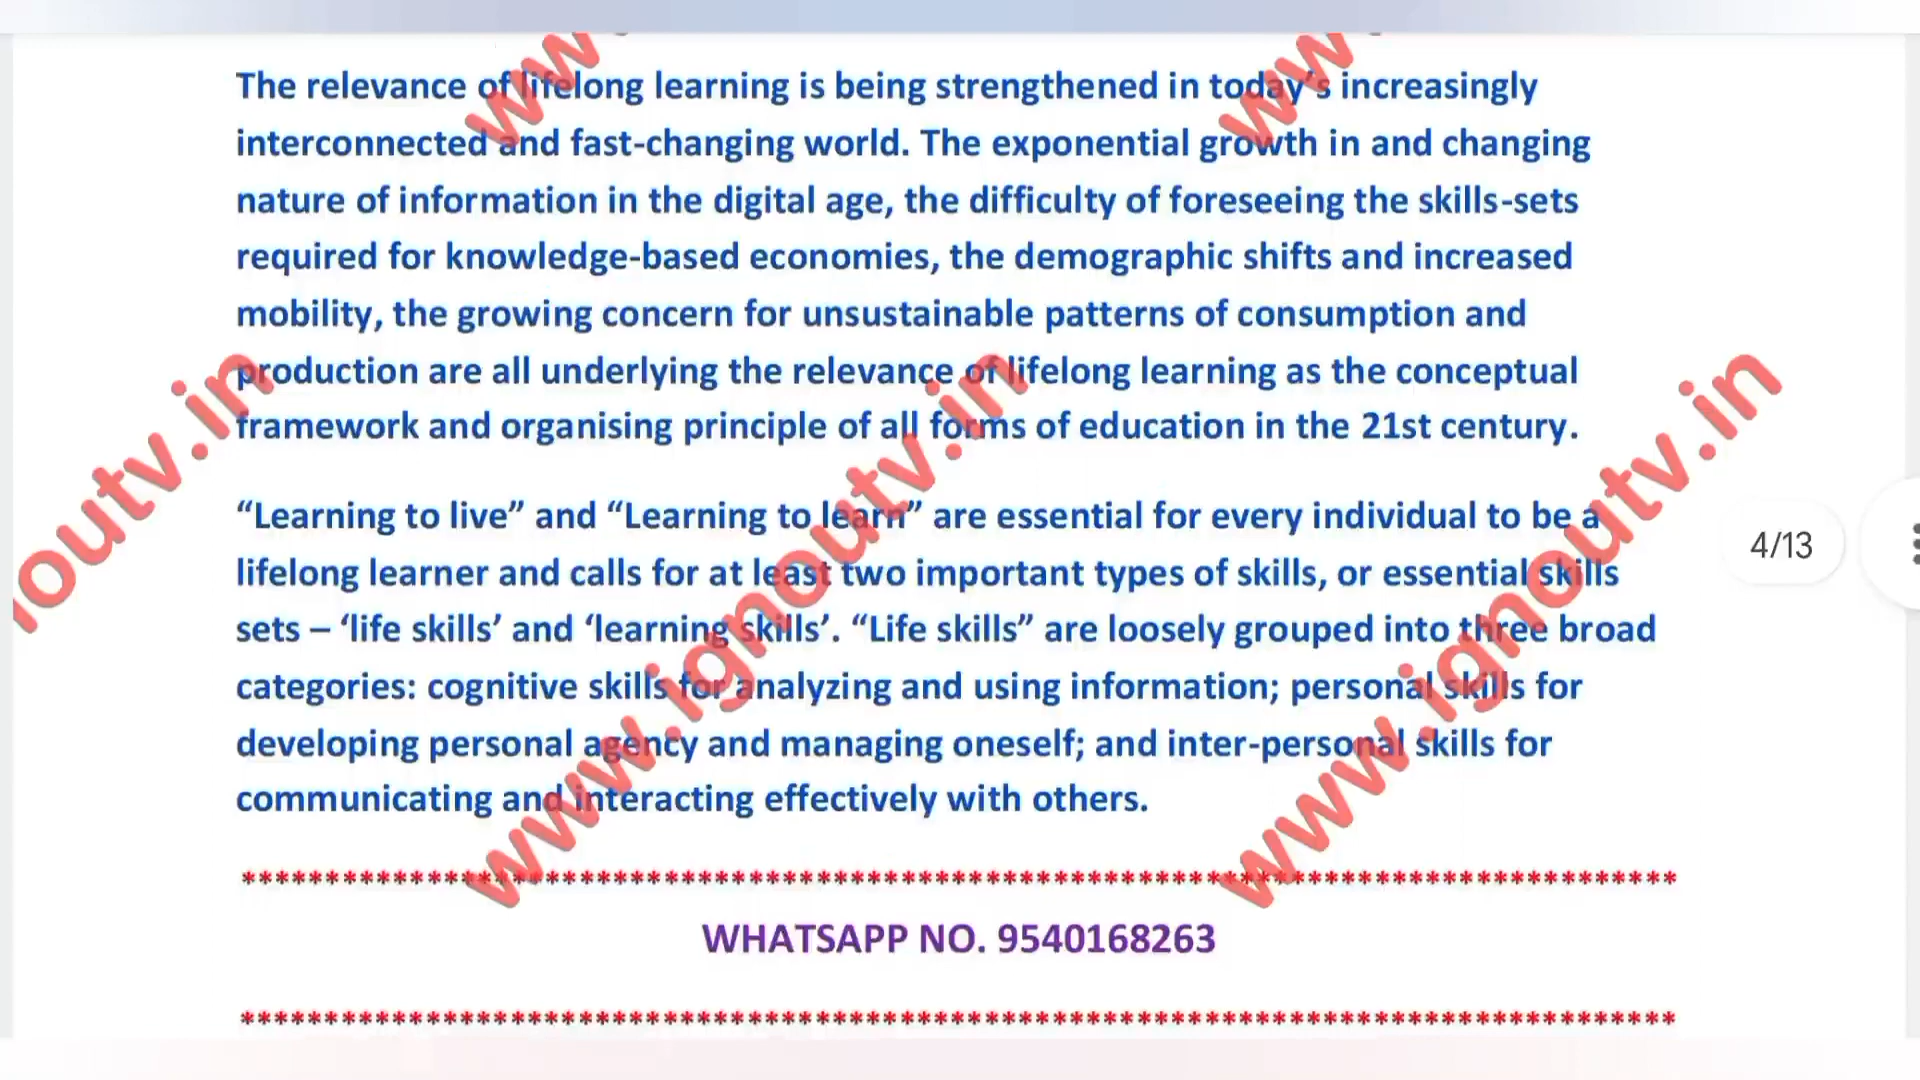 The relevance of lifelong learning is being strengthened in today's increasingly
interconnected and fast-changing world. The exponential growth in and changing
nature of information in the digital age, the difficulty of foreseeing the skills-sets
required for knowledge-based economies, the demographic shifts and increased
mobility, the growing concern for unsustainable patterns of consumption and
production are all underlying the relevance of lifelong learning as the conceptual
framework and organising principle of all forms of education in the 21st century.
“Learning to live” and “Learning to learn” are essential for every individual to be a
lifelong learner and calls for at least two important types of skills, or essential skills
sets – ‘life skills’ and ‘learning skills’. “Life skills” are loosely grouped into three broad
categories: cognitive skills for analyzing and using information; personal skills for
developing personal agency and managing oneself; and inter-personal skills for
communicating and interacting effectively with others.
*************************************************************************************
WHATSAPP NO. 9540168263
*************************************************************************************
4/13
www.ignoutv.in
www.ignoutv.in
noutv.in
ww
ww